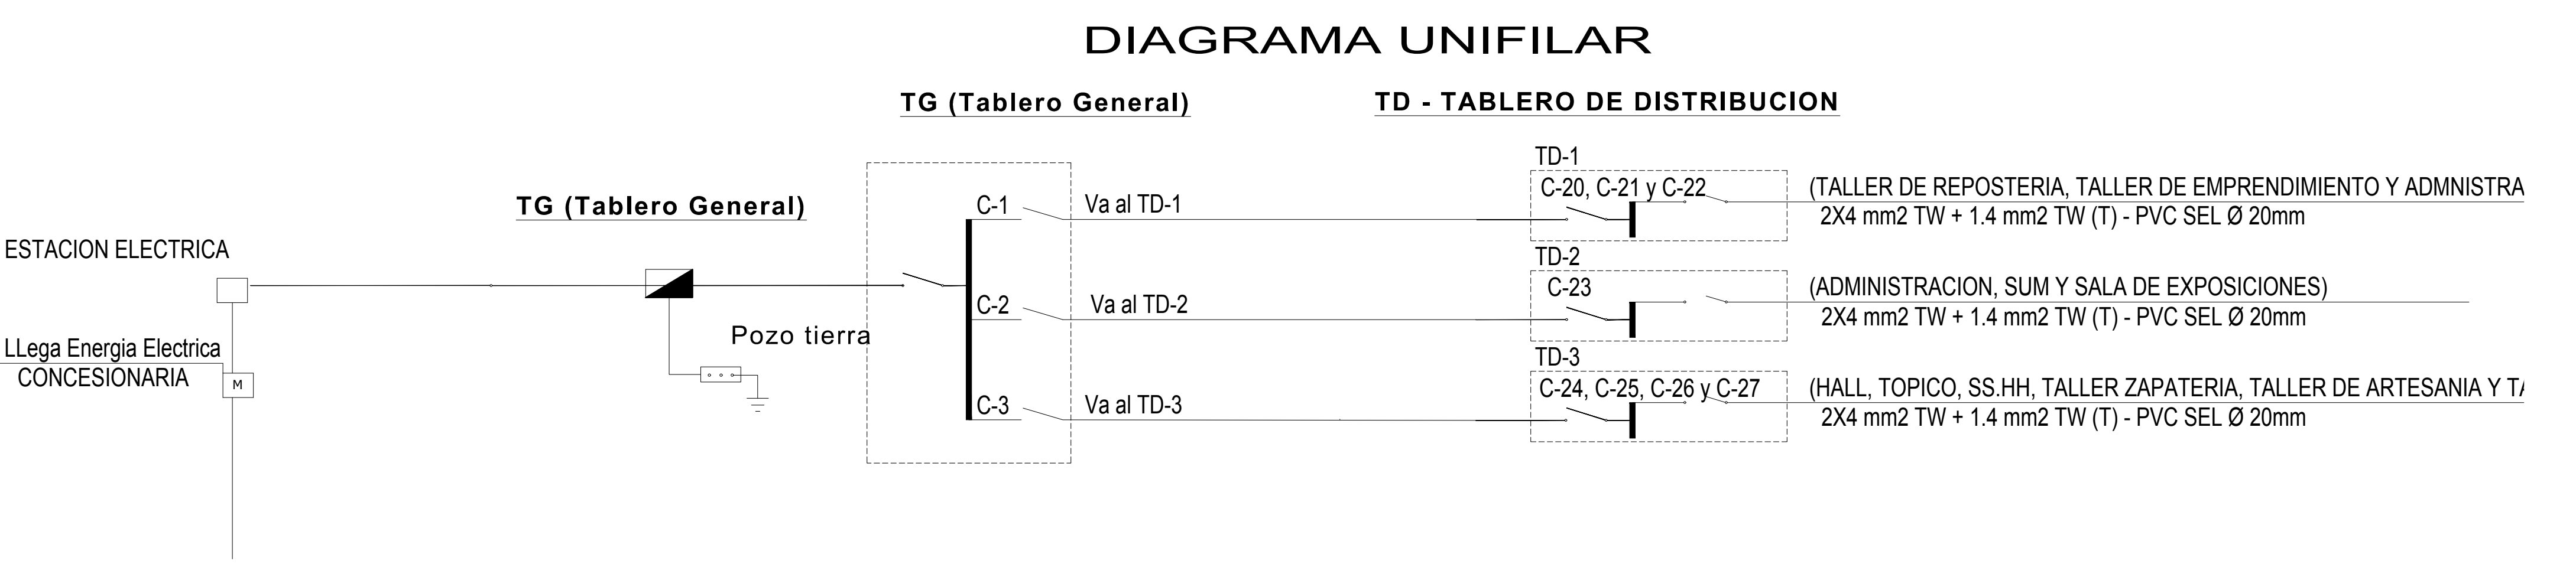 DIAGRAMA UNIFILAR
TG (Tablero General)
TD - TABLERO DE DISTRIBUCION
TG (Tablero General)
ESTACION ELECTRICA
LLega Energia Electrica
CONCESIONARIA
M
Pozo tierra
C-1
Va al TD-1
C-2
Va al TD-2
C-3
Va al TD-3
TD-1
C-20, C-21 y C-22
(TALLER DE REPOSTERIA, TALLER DE EMPRENDIMIENTO Y ADMNISTRA
2X4 mm2 TW + 1.4 mm2 TW (T) - PVC SEL Ø 20mm
TD-2
C-23
(ADMINISTRACION, SUM Y SALA DE EXPOSICIONES)
2X4 mm2 TW + 1.4 mm2 TW (T) - PVC SEL Ø 20mm
TD-3
C-24, C-25, C-26 y C-27
(HALL, TOPICO, SS.HH, TALLER ZAPATERIA, TALLER DE ARTESANIA Y
2X4 mm2 TW + 1.4 mm2 TW (T) - PVC SEL Ø 20mm